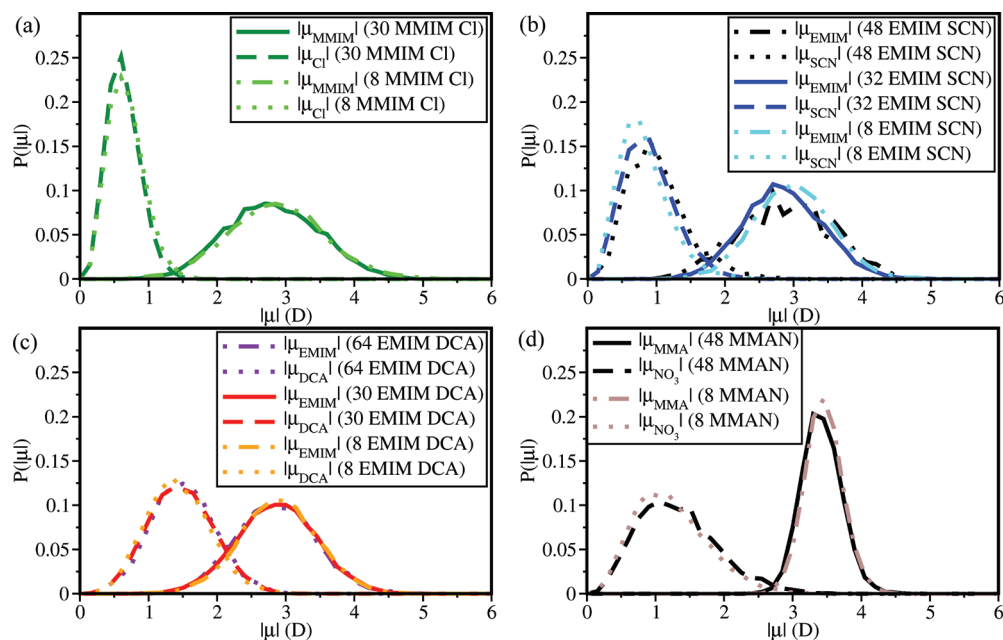 (a)
|μMMIM| (30 MMIM Cl)
|μCl| (30 MMIM Cl)
|μMMIM| (8 MMIM Cl)
|μCl| (8 MMIM Cl)
P(|μ|)
0.25
0.2
0.15
0.1
0.05
0
0 1 2 3 4 5 6
|μ| (D)
(b)
|μEMIM| (48 EMIM SCN)
|μSCN| (48 EMIM SCN)
|μEMIM| (32 EMIM SCN)
|μSCN| (32 EMIM SCN)
|μEMIM| (8 EMIM SCN)
|μSCN| (8 EMIM SCN)
P(|μ|)
0.25
0.2
0.15
0.1
0.05
0
0 1 2 3 4 5 6
|μ| (D)
(c)
|μEMIM| (64 EMIM DCA)
|μDCA| (64 EMIM DCA)
|μEMIM| (30 EMIM DCA)
|μDCA| (30 EMIM DCA)
|μEMIM| (8 EMIM DCA)
|μDCA| (8 EMIM DCA)
P(|μ|)
0.25
0.2
0.15
0.1
0.05
0
0 1 2 3 4 5 6
|μ| (D)
(d)
|μMMA| (48 MMAN)
|μNO3| (48 MMAN)
|μMMA| (8 MMAN)
|μNO3| (8 MMAN)
P(|μ|)
0.25
0.2
0.15
0.1
0.05
0
0 1 2 3 4 5 6
|μ| (D)